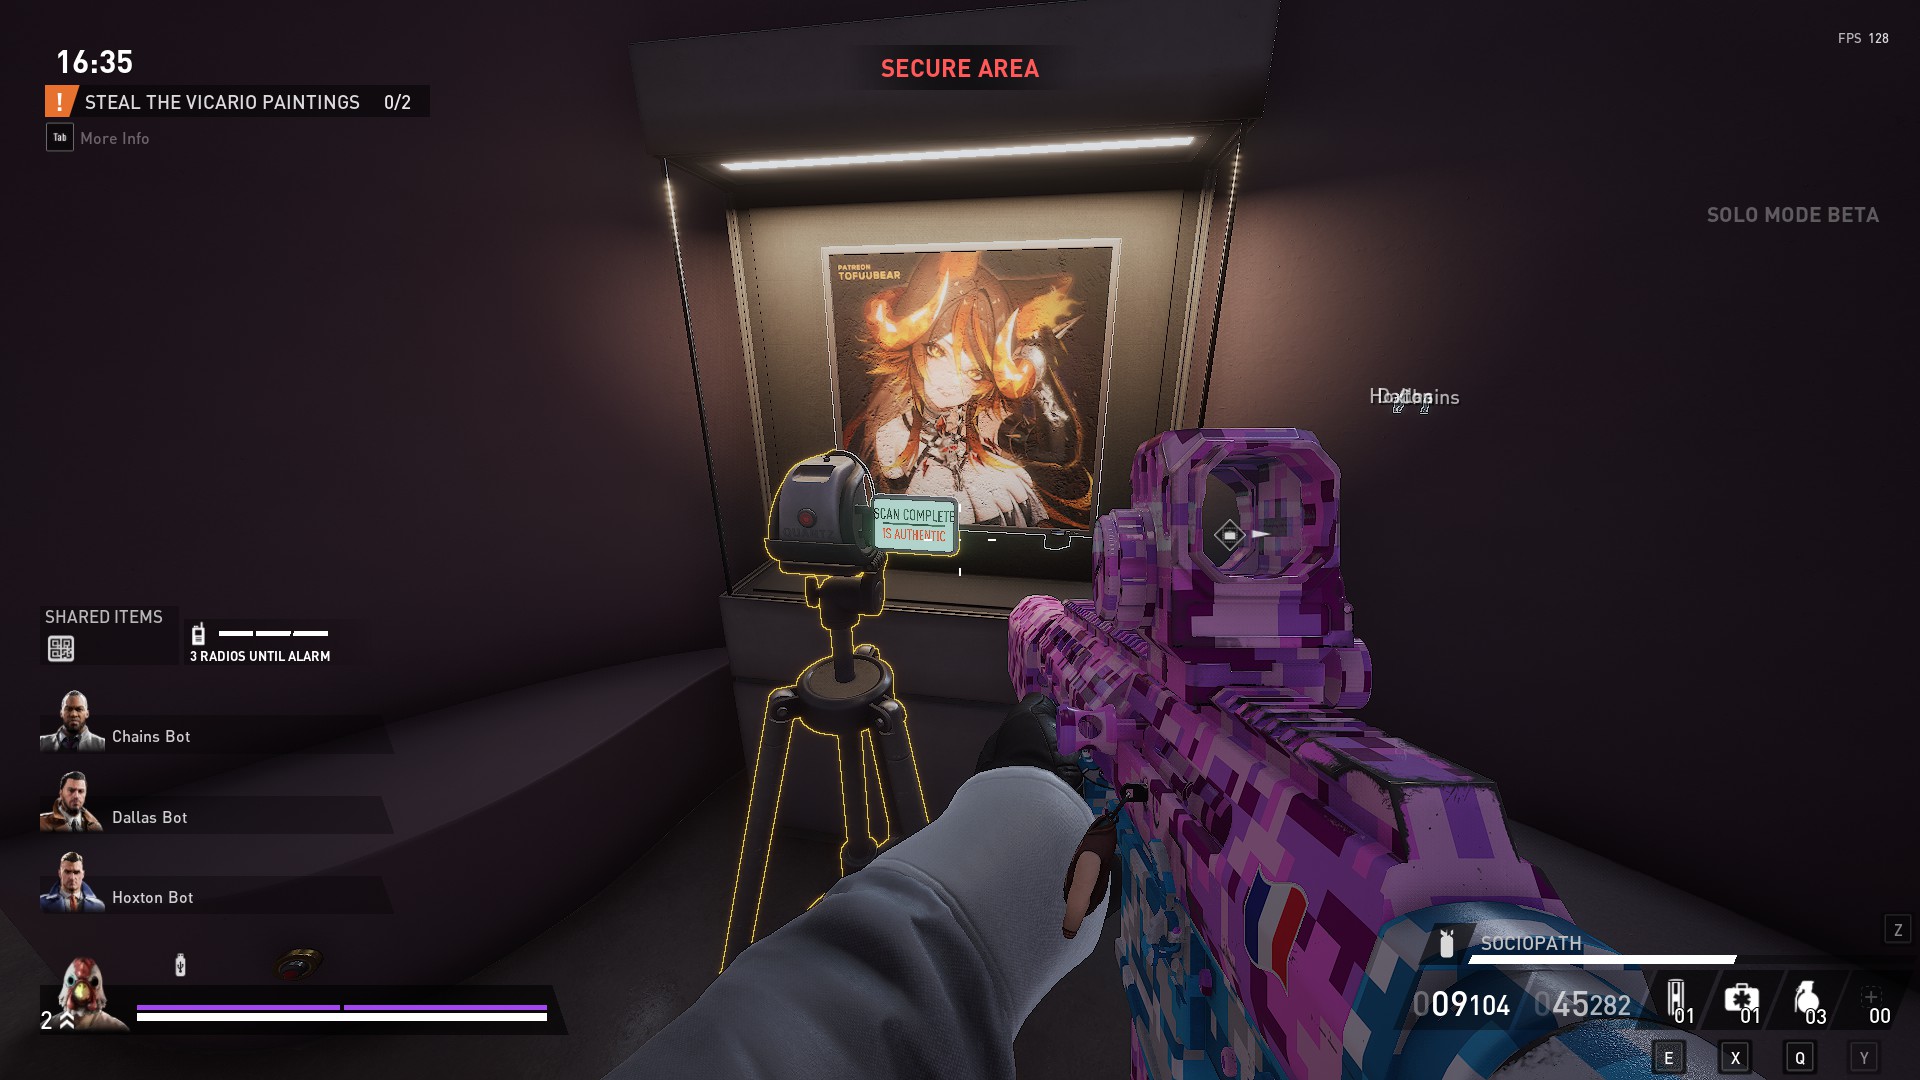 16:35
! STEAL THE VICARIO PAINTINGS 0/2
Tab More Info
SECURE AREA
FPS 128
SOLO MODE BETA
PATREON
TOFUUBEAR
SCAN COMPLETE
IS AUTHENTIC
SHARED ITEMS
3 RADIOS UNTIL ALARM
Chains Bot
Dallas Bot
Hoxton Bot
2
Z
SOCIOPATH
009104 045282
01 01 03 00
E X Q Y